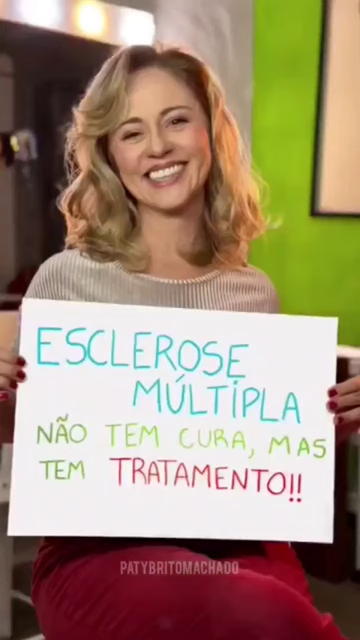 ESCLEROSE
MÚLTIPLA
NÃO TEM CURA, MAS
TEM TRATAMENTO!!
PATYBRITOMACHADO